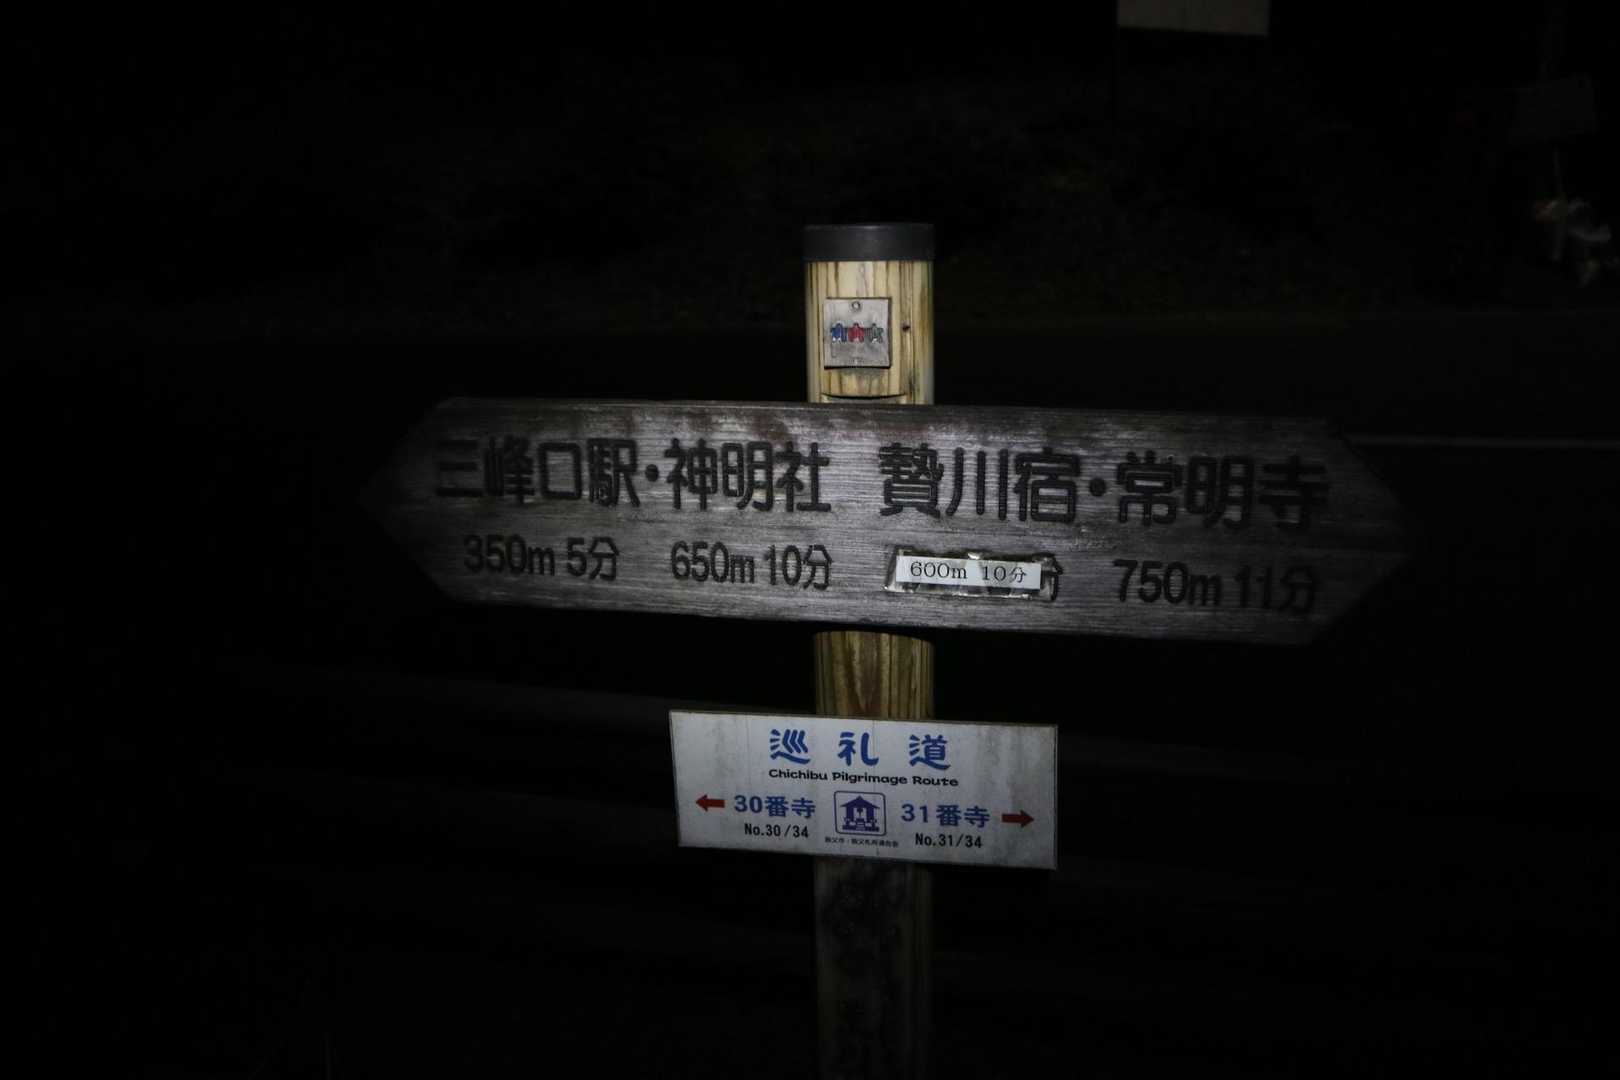 三峰口駅・神明社 贄川宿・常明寺
350m 5分 650m 10分 600m 10分 750m 11分
巡礼道
Chichibu Pilgrimage Route
← 30番寺 31番寺 →
No.30/34 No.31/34